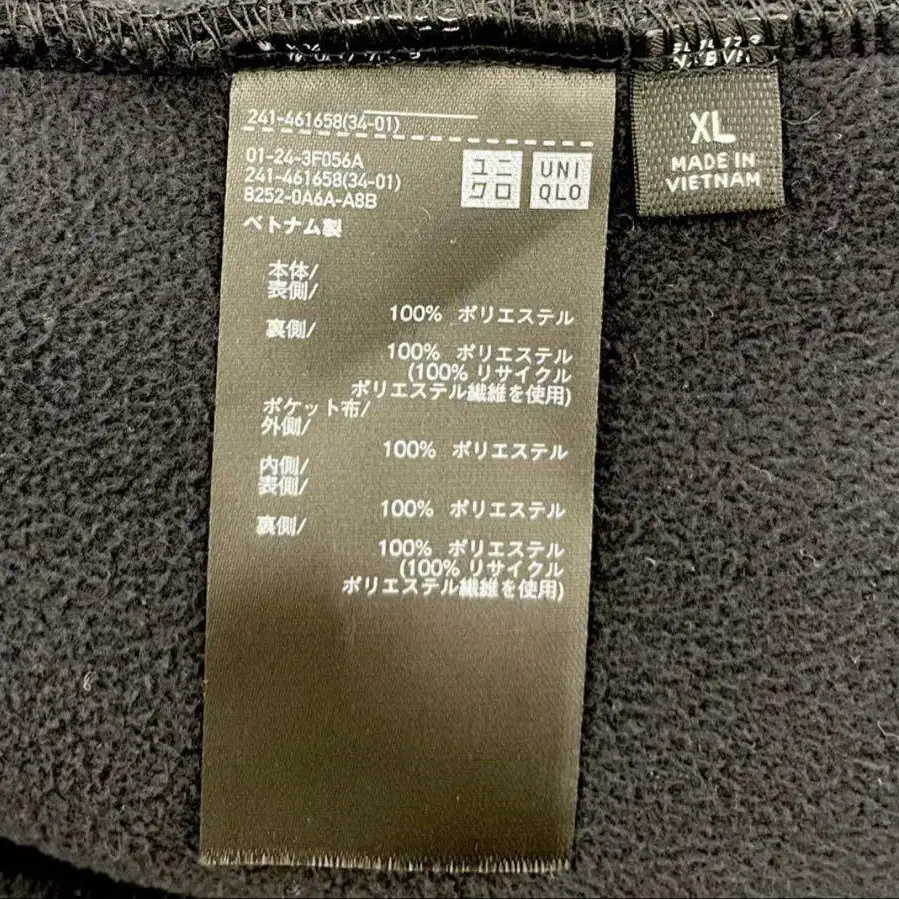 241-461658(34-01)
01-24-3F056A
241-461658(34-01)
8252-0A6A-A8B
ベトナム製
ユニ
クロ
UNI
QLO
本体/
表側/
100% ポリエステル
裏側/
100% ポリエステル
(100% リサイクル
ポリエステル繊維を使用)
ポケット布/
外側/
100% ポリエステル
内側/
表側/
100% ポリエステル
裏側/
100% ポリエステル
(100% リサイクル
ポリエステル繊維を使用)
XL
MADE IN
VIETNAM